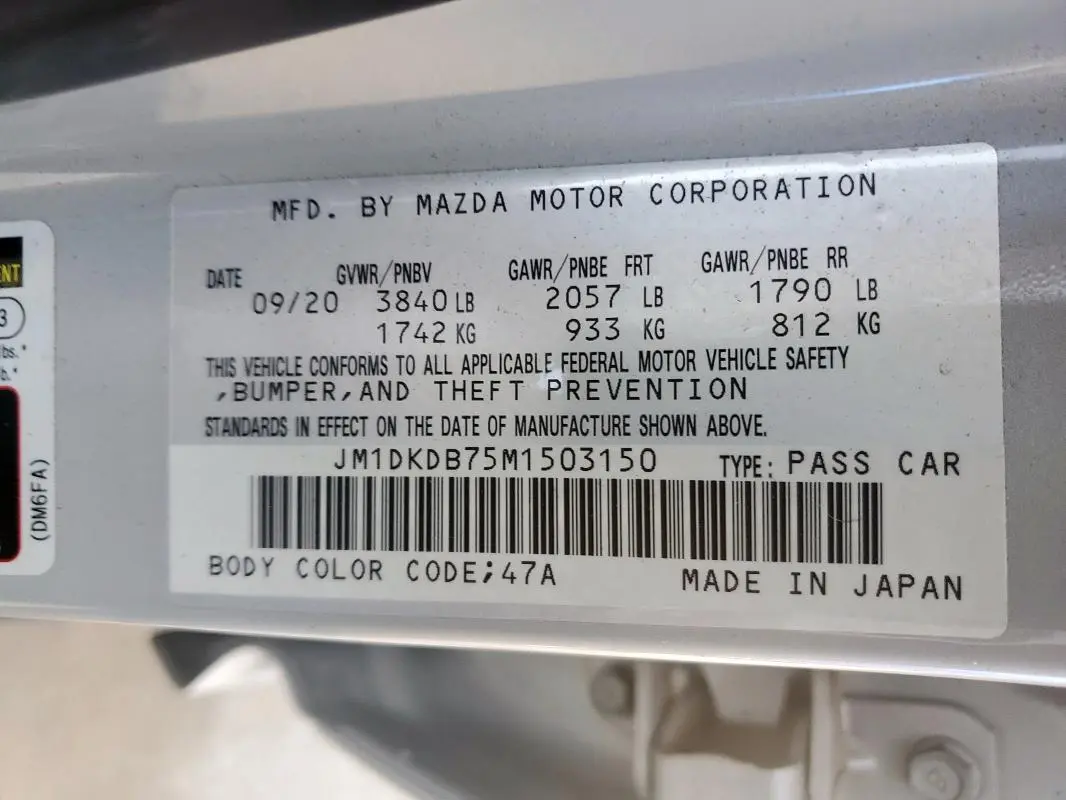 MFD. BY MAZDA MOTOR CORPORATION
DATE GVWR/PNBV GAWR/PNBE FRT GAWR/PNBE RR
09/20 3840 LB 2057 LB 1790 LB
1742 KG 933 KG 812 KG
THIS VEHICLE CONFORMS TO ALL APPLICABLE FEDERAL MOTOR VEHICLE SAFETY
,BUMPER,AND THEFT PREVENTION
STANDARDS IN EFFECT ON THE DATE OF MANUFACTURE SHOWN ABOVE.
JM1DKDB75M1503150 TYPE: PASS CAR
BODY COLOR CODE;47A MADE IN JAPAN
ENT
3
lbs.*
b.*
(DM6FA)